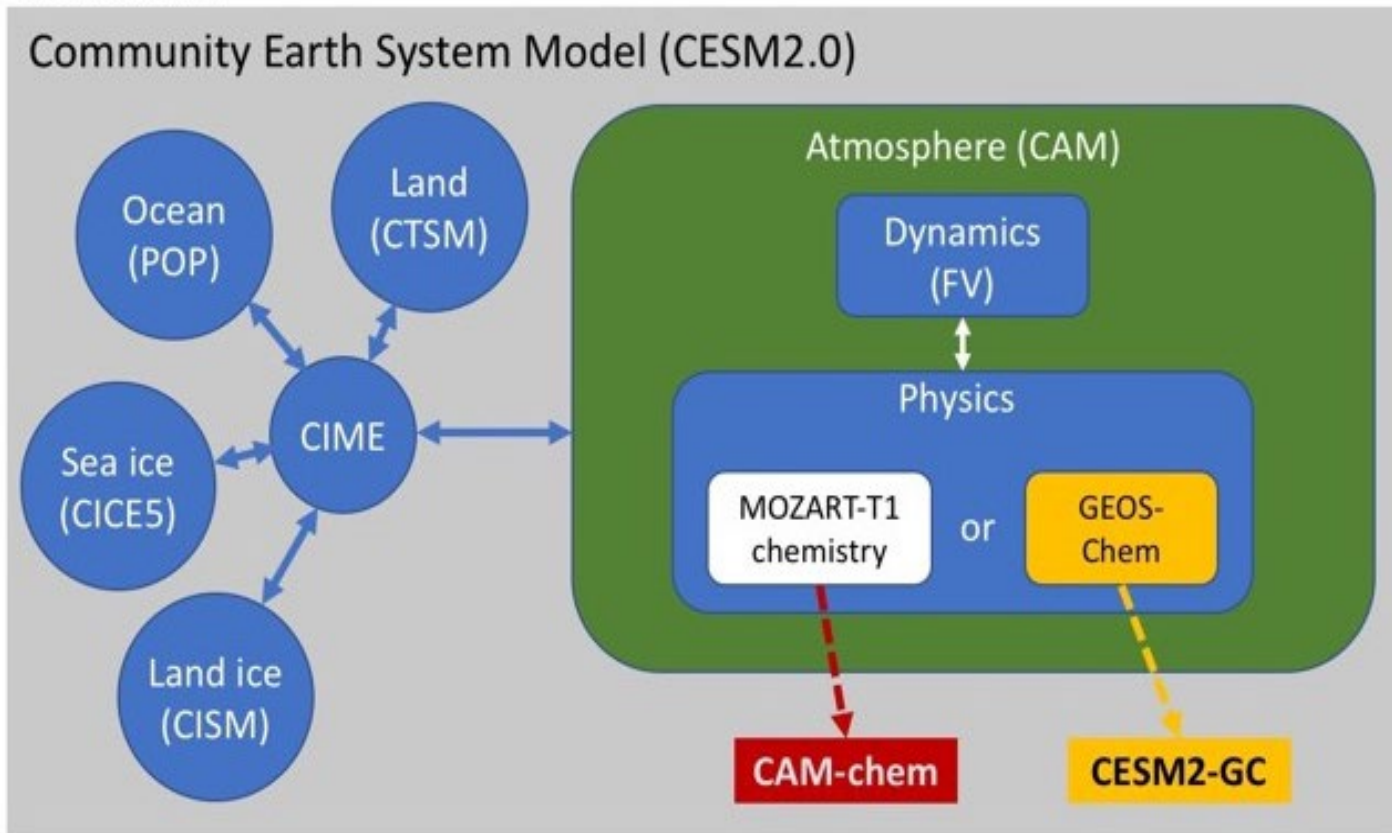 Community Earth System Model (CESM2.0)
Ocean
(POP)
Land
(CTSM)
Sea ice
(CICE5)
Land ice
(CISM)
CIME
Atmosphere (CAM)
Dynamics
(FV)
Physics
MOZART-T1
chemistry
or
GEOS-
Chem
CAM-chem
CESM2-GC